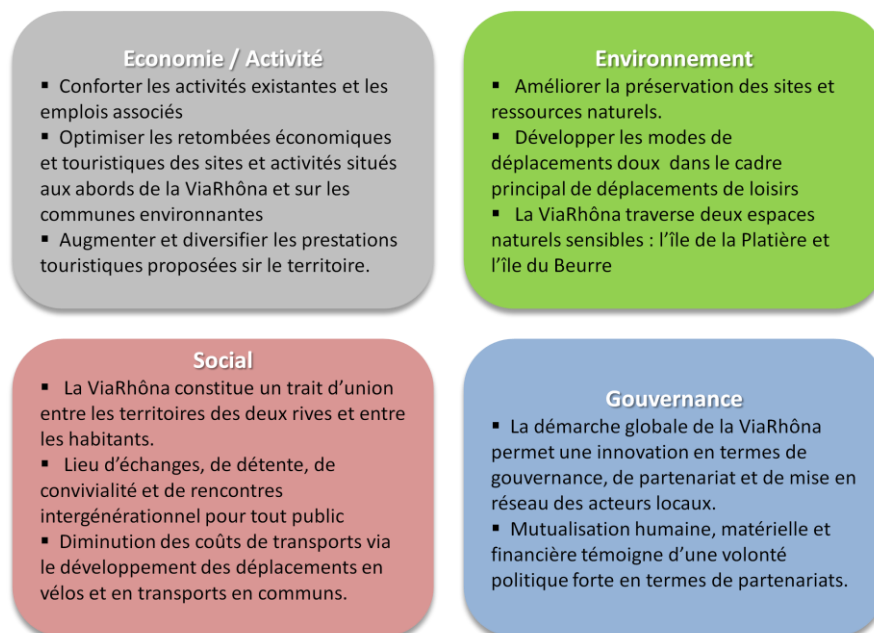 Economie / Activité
▪ Conforter les activités existantes et les
emplois associés
▪ Optimiser les retombées économiques
et touristiques des sites et activités situés
aux abords de la ViaRhôna et sur les
communes environnantes
▪ Augmenter et diversifier les prestations
touristiques proposées sir le territoire.
Environnement
▪ Améliorer la préservation des sites et
ressources naturels.
▪ Développer les modes de
déplacements doux dans le cadre
principal de déplacements de loisirs
▪ La ViaRhôna traverse deux espaces
naturels sensibles : l’île de la Platière et
l’île du Beurre
Social
▪ La ViaRhôna constitue un trait d’union
entre les territoires des deux rives et entre
les habitants.
▪ Lieu d’échanges, de détente, de
convivialité et de rencontres
intergénérationnel pour tout public
▪ Diminution des coûts de transports via
le développement des déplacements en
vélos et en transports en communs.
Gouvernance
▪ La démarche globale de la ViaRhôna
permet une innovation en termes de
gouvernance, de partenariat et de mise en
réseau des acteurs locaux.
▪ Mutualisation humaine, matérielle et
financière témoigne d’une volonté
politique forte en termes de partenariats.